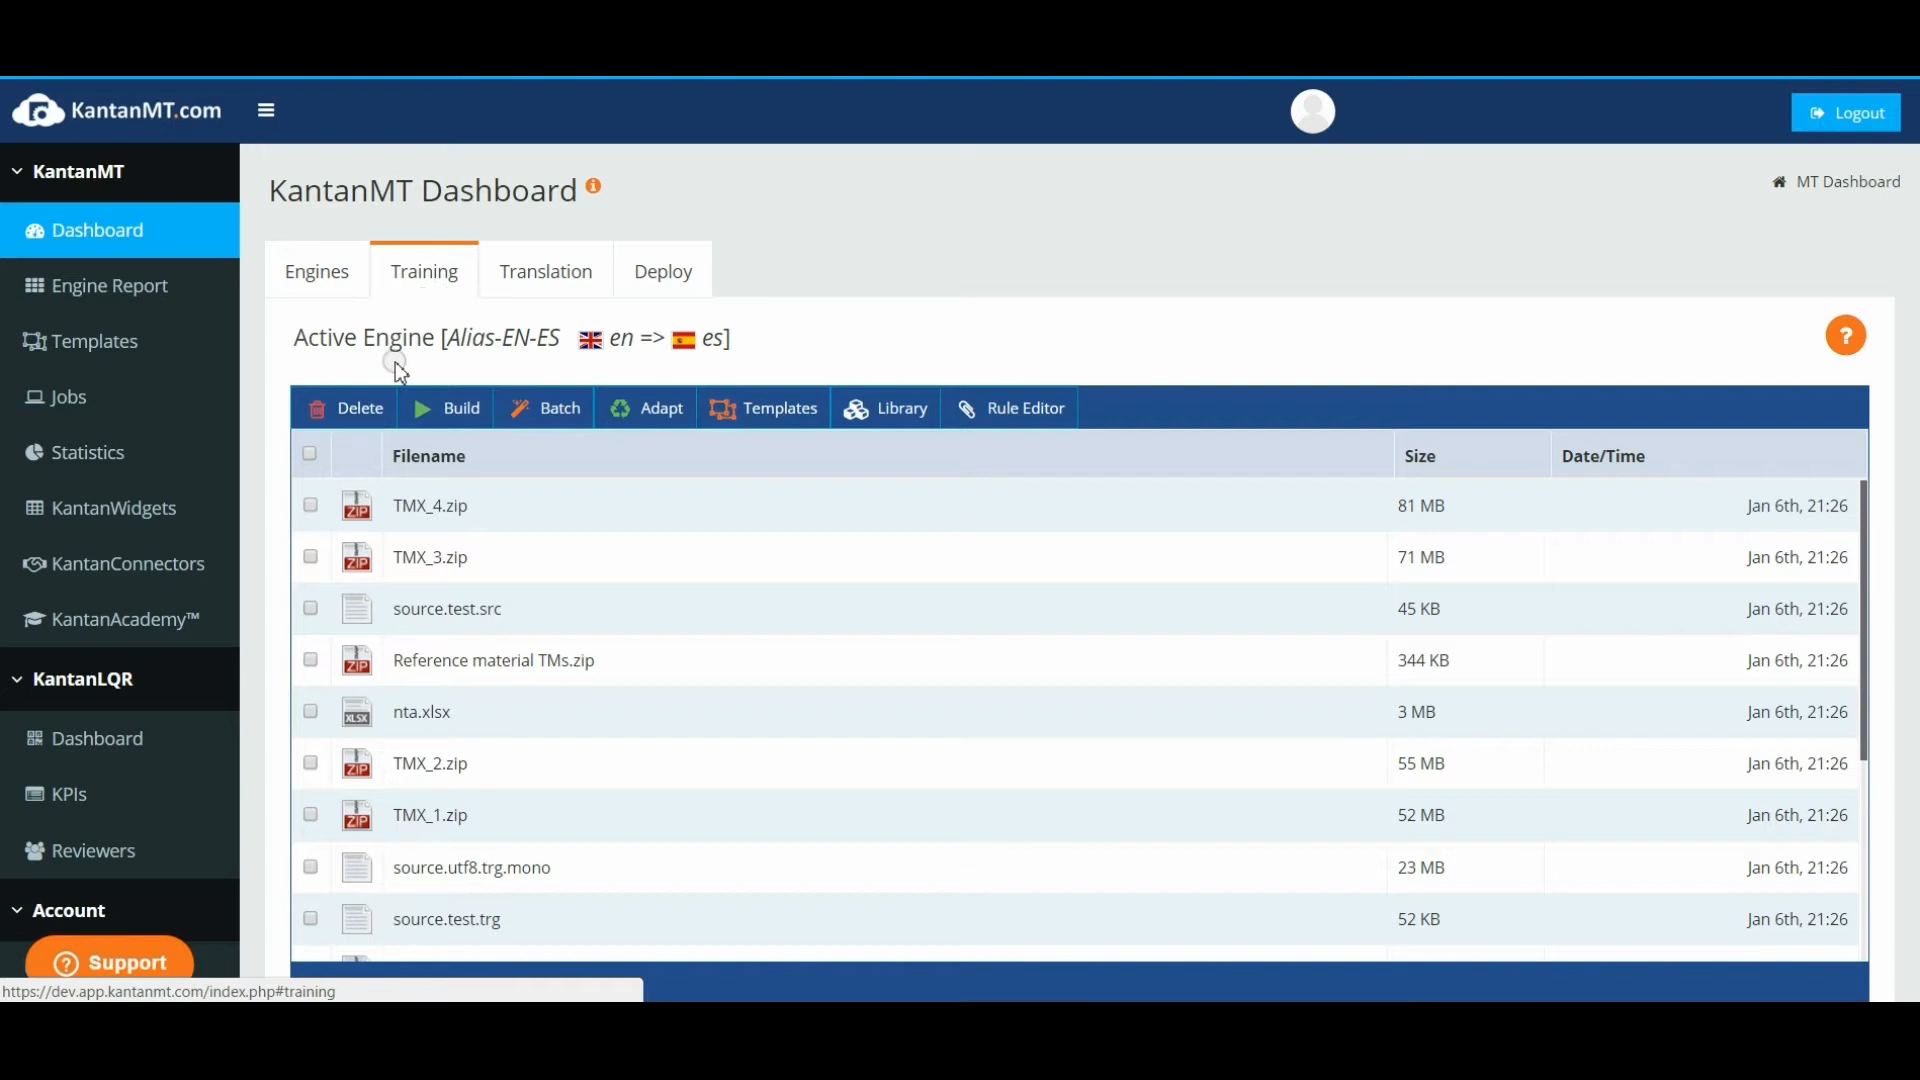 KantanMT.com
Logout
KantanMT
Dashboard
Engine Report
Templates
Jobs
Statistics
KantanWidgets
KantanConnectors
KantanAcademy™
KantanLQR
Dashboard
KPIs
Reviewers
Account
Support
https://dev.app.kantanmt.com/index.php#training
KantanMT Dashboard
MT Dashboard
Engines Training Translation Deploy
Active Engine [Alias-EN-ES en => es]
?
Delete Build Batch Adapt Templates Library Rule Editor
Filename Size Date/Time
ZIP TMX_4.zip 81 MB Jan 6th, 21:26
ZIP TMX_3.zip 71 MB Jan 6th, 21:26
source.test.src 45 KB Jan 6th, 21:26
ZIP Reference material TMs.zip 344 KB Jan 6th, 21:26
XLSX nta.xlsx 3 MB Jan 6th, 21:26
ZIP TMX_2.zip 55 MB Jan 6th, 21:26
ZIP TMX_1.zip 52 MB Jan 6th, 21:26
source.utf8.trg.mono 23 MB Jan 6th, 21:26
source.test.trg 52 KB Jan 6th, 21:26